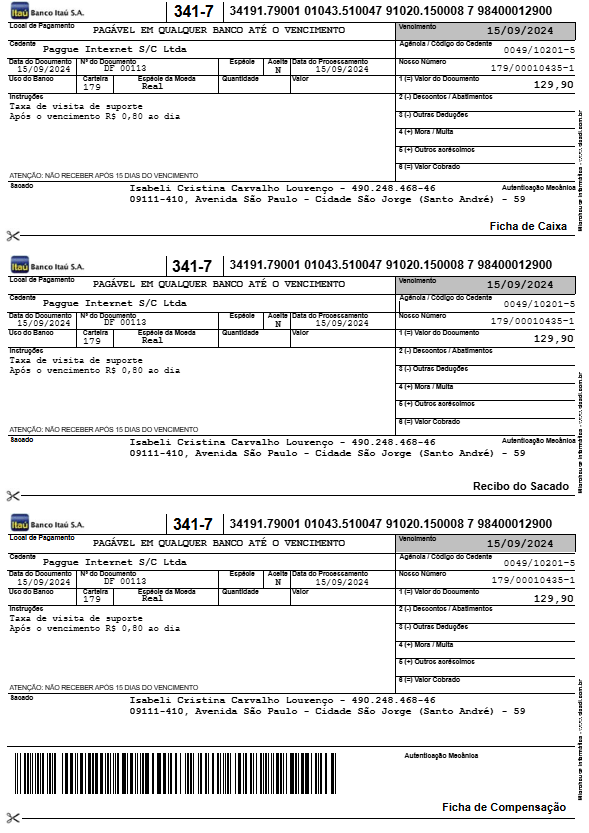 Itaú Banco Itaú S.A. 341-7 34191.79001 01043.510047 91020.150008 7 98400012900
Local de Pagamento PAGÁVEL EM QUALQUER BANCO ATÉ O VENCIMENTO Vencimento 15/09/2024
Cedente Paggue Internet S/C Ltda Agência / Código do Cedente 0049/10201-5
Data do Documento Nº do Documento Espécie Aceite Data do Processamento Nosso Número
15/09/2024 DF 00113 N 15/09/2024 179/00010435-1
Uso do Banco Carteira Espécie da Moeda Quantidade Valor 1 (=) Valor do Documento
179 Real 129,90
Instruções 2 (-) Descontos / Abatimentos
Taxa de visita de suporte
Após o vencimento R$ 0,80 ao dia 3 (-) Outras Deduções
4 (+) Mora / Multa
5 (+) Outros acréscimos
6 (=) Valor Cobrado
ATENÇÃO: NÃO RECEBER APÓS 15 DIAS DO VENCIMENTO
Sacado Isabeli Cristina Carvalho Lourenço - 490.248.468-46 Autenticação Mecânica
09111-410, Avenida São Paulo - Cidade São Jorge (Santo André) - 59
Ficha de Caixa
Itaú Banco Itaú S.A. 341-7 34191.79001 01043.510047 91020.150008 7 98400012900
Local de Pagamento PAGÁVEL EM QUALQUER BANCO ATÉ O VENCIMENTO Vencimento 15/09/2024
Cedente Paggue Internet S/C Ltda Agência / Código do Cedente 0049/10201-5
Data do Documento Nº do Documento Espécie Aceite Data do Processamento Nosso Número
15/09/2024 DF 00113 N 15/09/2024 179/00010435-1
Uso do Banco Carteira Espécie da Moeda Quantidade Valor 1 (=) Valor do Documento
179 Real 129,90
Instruções 2 (-) Descontos / Abatimentos
Taxa de visita de suporte
Após o vencimento R$ 0,80 ao dia 3 (-) Outras Deduções
4 (+) Mora / Multa
5 (+) Outros acréscimos
6 (=) Valor Cobrado
ATENÇÃO: NÃO RECEBER APÓS 15 DIAS DO VENCIMENTO
Sacado Isabeli Cristina Carvalho Lourenço - 490.248.468-46 Autenticação Mecânica
09111-410, Avenida São Paulo - Cidade São Jorge (Santo André) - 59
Recibo do Sacado
Itaú Banco Itaú S.A. 341-7 34191.79001 01043.510047 91020.150008 7 98400012900
Local de Pagamento PAGÁVEL EM QUALQUER BANCO ATÉ O VENCIMENTO Vencimento 15/09/2024
Cedente Paggue Internet S/C Ltda Agência / Código do Cedente 0049/10201-5
Data do Documento Nº do Documento Espécie Aceite Data do Processamento Nosso Número
15/09/2024 DF 00113 N 15/09/2024 179/00010435-1
Uso do Banco Carteira Espécie da Moeda Quantidade Valor 1 (=) Valor do Documento
179 Real 129,90
Instruções 2 (-) Descontos / Abatimentos
Taxa de visita de suporte
Após o vencimento R$ 0,80 ao dia 3 (-) Outras Deduções
4 (+) Mora / Multa
5 (+) Outros acréscimos
6 (=) Valor Cobrado
ATENÇÃO: NÃO RECEBER APÓS 15 DIAS DO VENCIMENTO
Sacado Isabeli Cristina Carvalho Lourenço - 490.248.468-46
09111-410, Avenida São Paulo - Cidade São Jorge (Santo André) - 59
Autenticação Mecânica
Ficha de Compensação